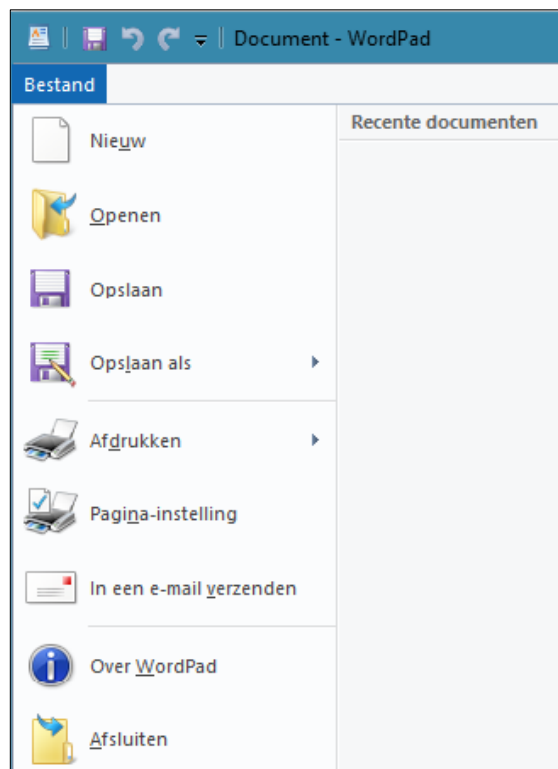 Document - WordPad
Bestand
Recente documenten
Nieuw
Openen
Opslaan
Opslaan als
Afdrukken
Pagina-instelling
In een e-mail verzenden
Over WordPad
Afsluiten